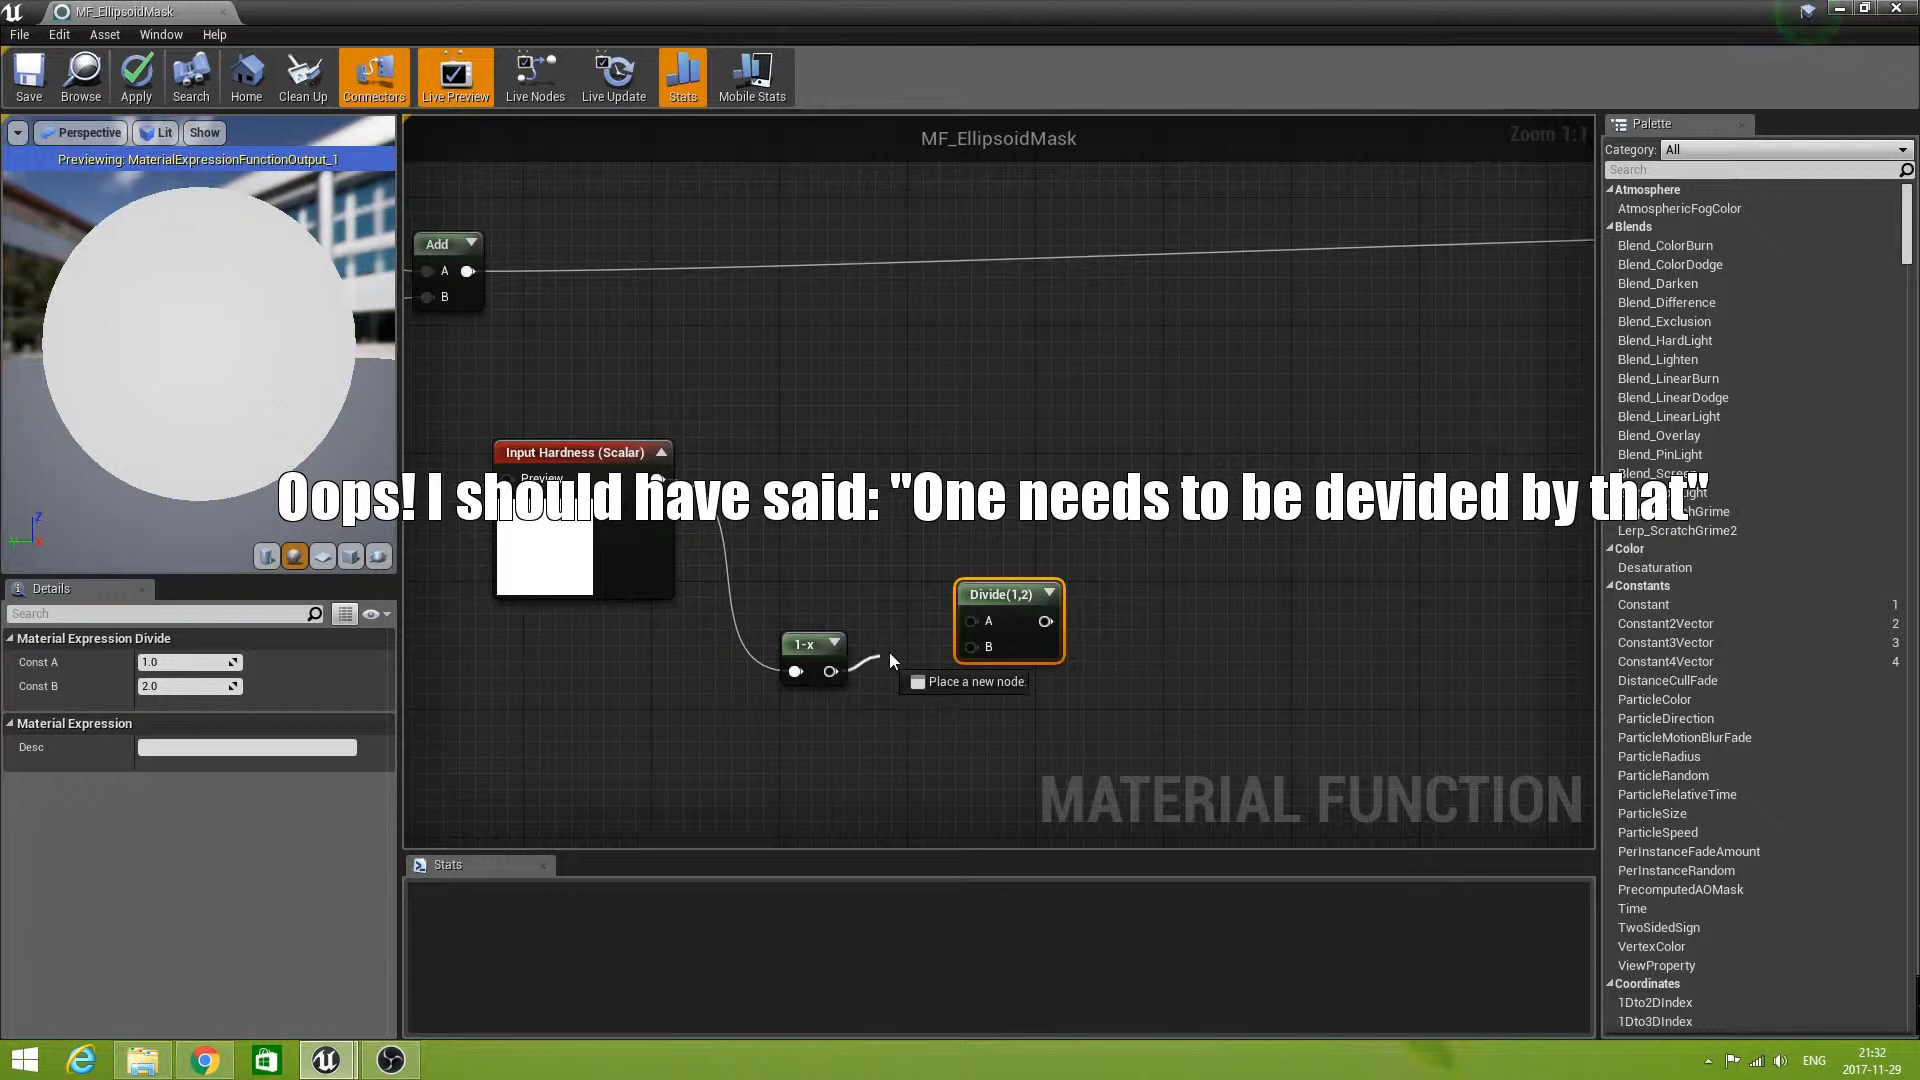 MF_EllipsoidMask
File Edit Asset Window Help
Save Browse Apply Search Home Clean Up Connectors Live Preview Live Nodes Live Update Stats Mobile Stats
Perspective Lit Show
Previewing: MaterialExpressionFunctionOutput_1
MF_EllipsoidMask
Zoom 1:1
Add
A
B
Input Hardness (Scalar)
Preview
Oops! I should have said: "One needs to be devided by that"
Divide(1,2)
A
B
1-x
Place a new node.
MATERIAL FUNCTION
Z
Details
Search
Material Expression Divide
Const A 1.0
Const B 2.0
Material Expression
Desc
Stats
Palette
Category: All
Search
Atmosphere
AtmosphericFogColor
Blends
Blend_ColorBurn
Blend_ColorDodge
Blend_Darken
Blend_Difference
Blend_Exclusion
Blend_HardLight
Blend_Lighten
Blend_LinearBurn
Blend_LinearDodge
Blend_LinearLight
Blend_Overlay
Blend_PinLight
Lerp_ScratchGrime2
Color
Desaturation
Constants
Constant 1
Constant2Vector 2
Constant3Vector 3
Constant4Vector 4
DistanceCullFade
ParticleColor
ParticleDirection
ParticleMotionBlurFade
ParticleRadius
ParticleRandom
ParticleRelativeTime
ParticleSize
ParticleSpeed
PerInstanceFadeAmount
PerInstanceRandom
PrecomputedAOMask
Time
TwoSidedSign
VertexColor
ViewProperty
Coordinates
1Dto2DIndex
1Dto3DIndex
ENG
21:32
2017-11-29